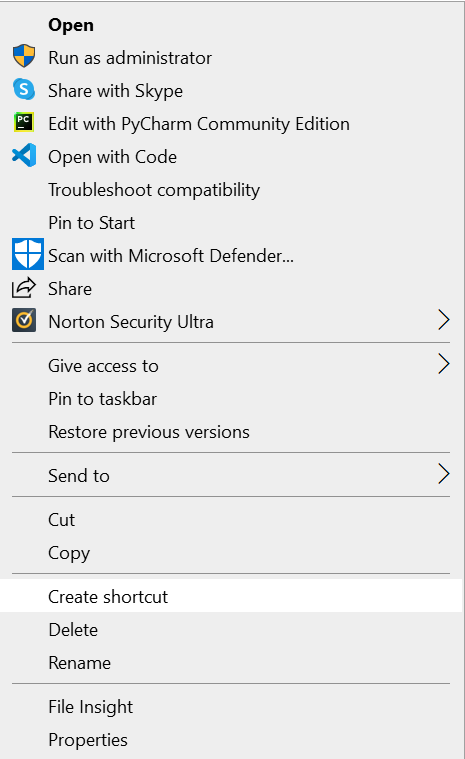 Open
Run as administrator
Share with Skype
Edit with PyCharm Community Edition
Open with Code
Troubleshoot compatibility
Pin to Start
Scan with Microsoft Defender...
Share
Norton Security Ultra
Give access to
Pin to taskbar
Restore previous versions
Send to
Cut
Copy
Create shortcut
Delete
Rename
File Insight
Properties